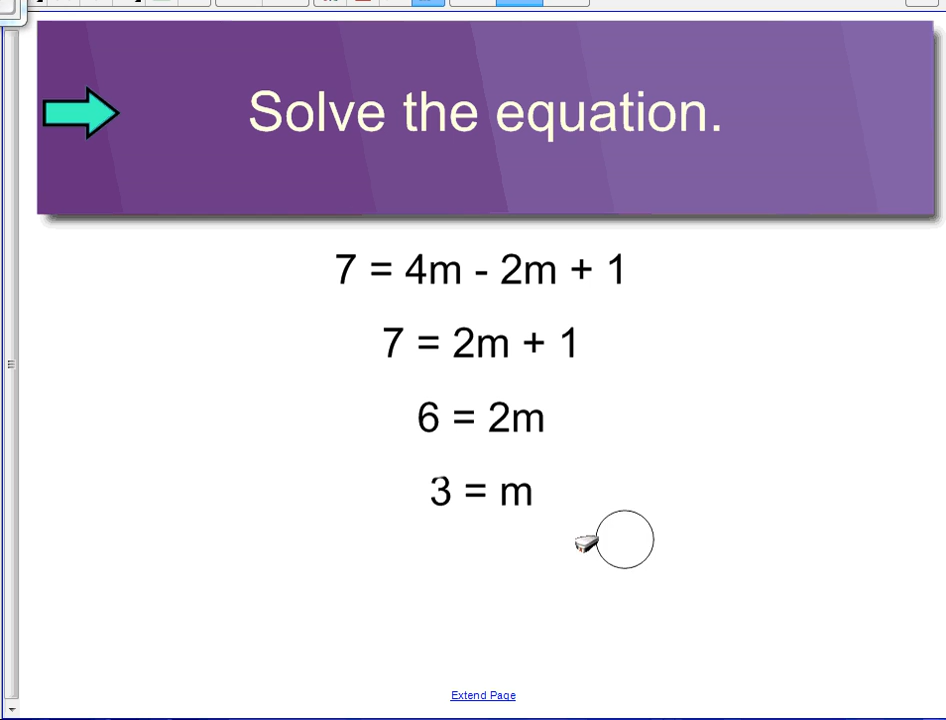 Solve the equation.
7 = 4m - 2m + 1
7 = 2m + 1
6 = 2m
3 = m
Extend Page